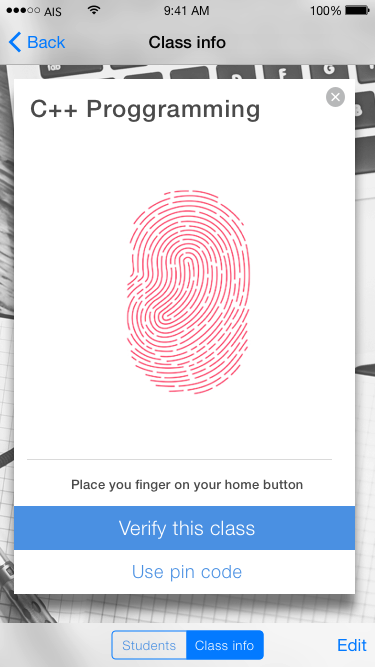 AIS 9:41 AM 100%
Back Class info
C++ Proggramming
Place you finger on your home button
Verify this class
Use pin code
Students Class info Edit